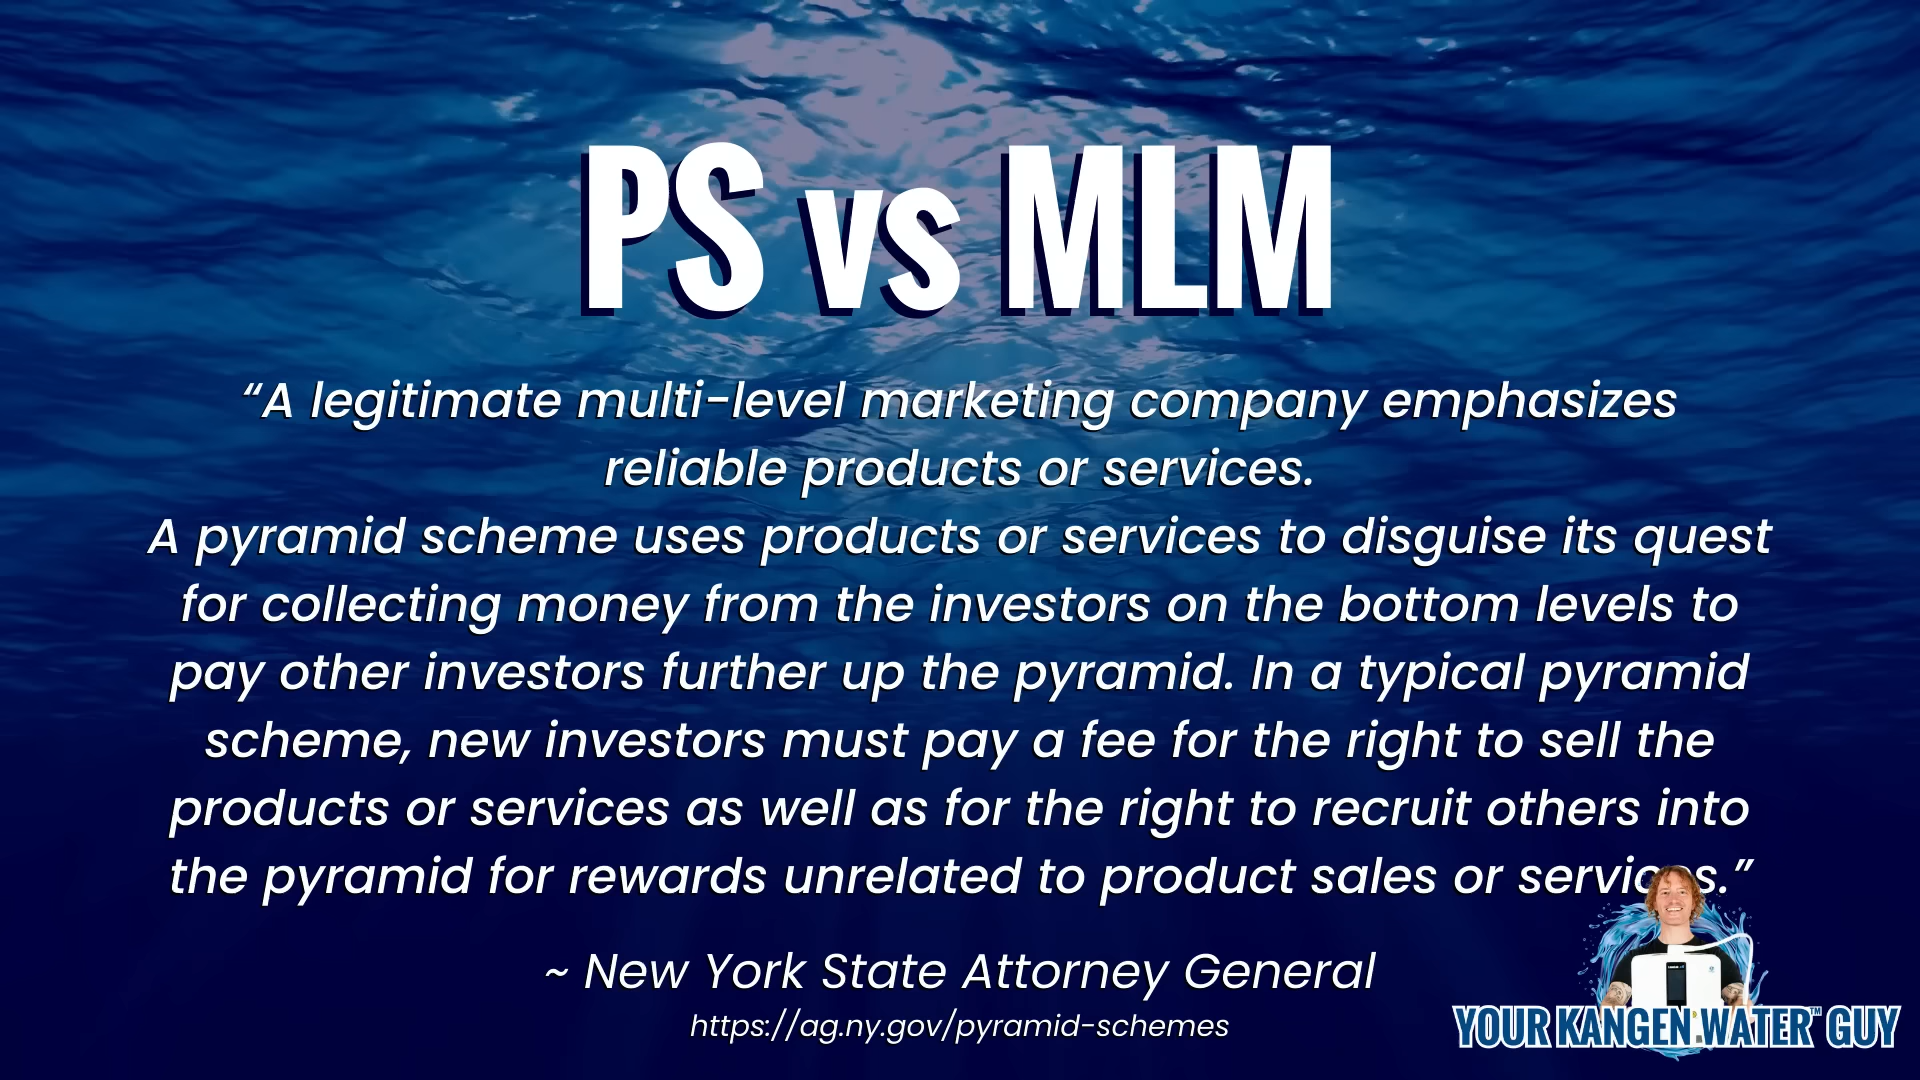 PS vs MLM
“A legitimate multi-level marketing company emphasizes
reliable products or services.
A pyramid scheme uses products or services to disguise its quest
for collecting money from the investors on the bottom levels to
pay other investors further up the pyramid. In a typical pyramid
scheme, new investors must pay a fee for the right to sell the
products or services as well as for the right to recruit others into
the pyramid for rewards unrelated to product sales or services.”
~ New York State Attorney General
https://ag.ny.gov/pyramid-schemes
YOUR KANGEN WATER™ GUY